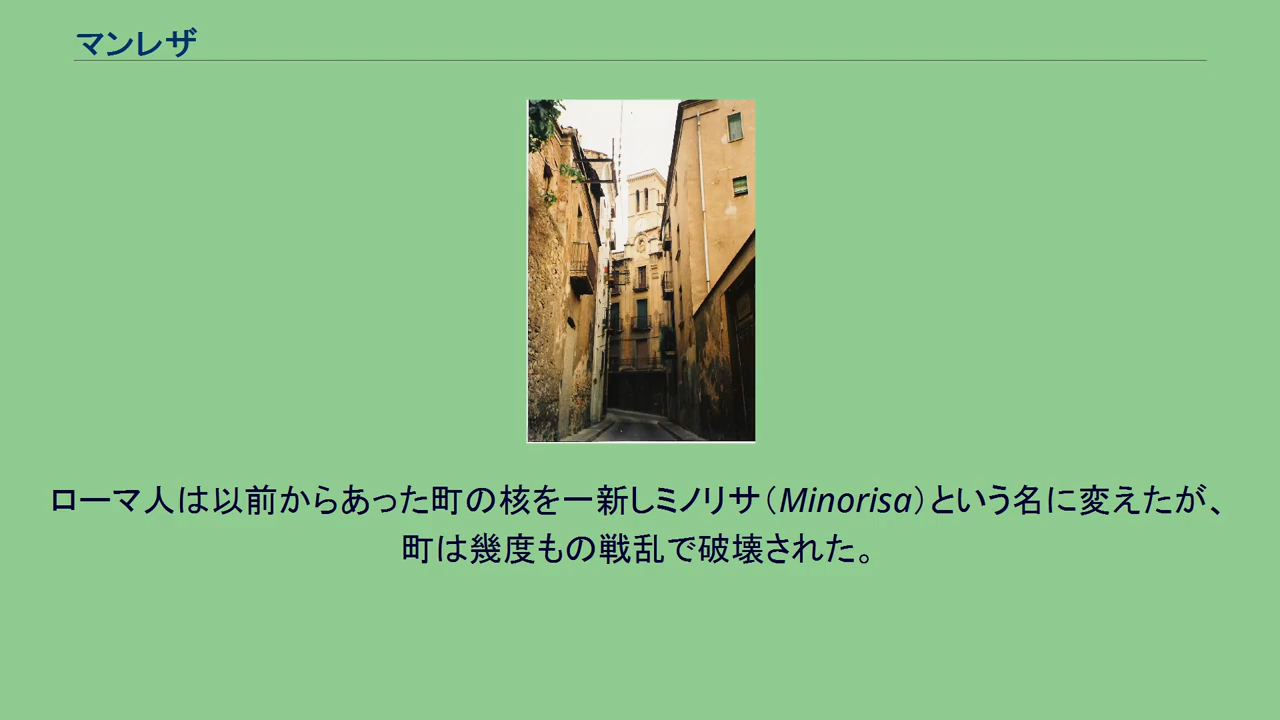 マンレザ
ローマ人は以前からあった町の核を一新しミノリサ（Minorisa）という名に変えたが、
町は幾度もの戦乱で破壊された。